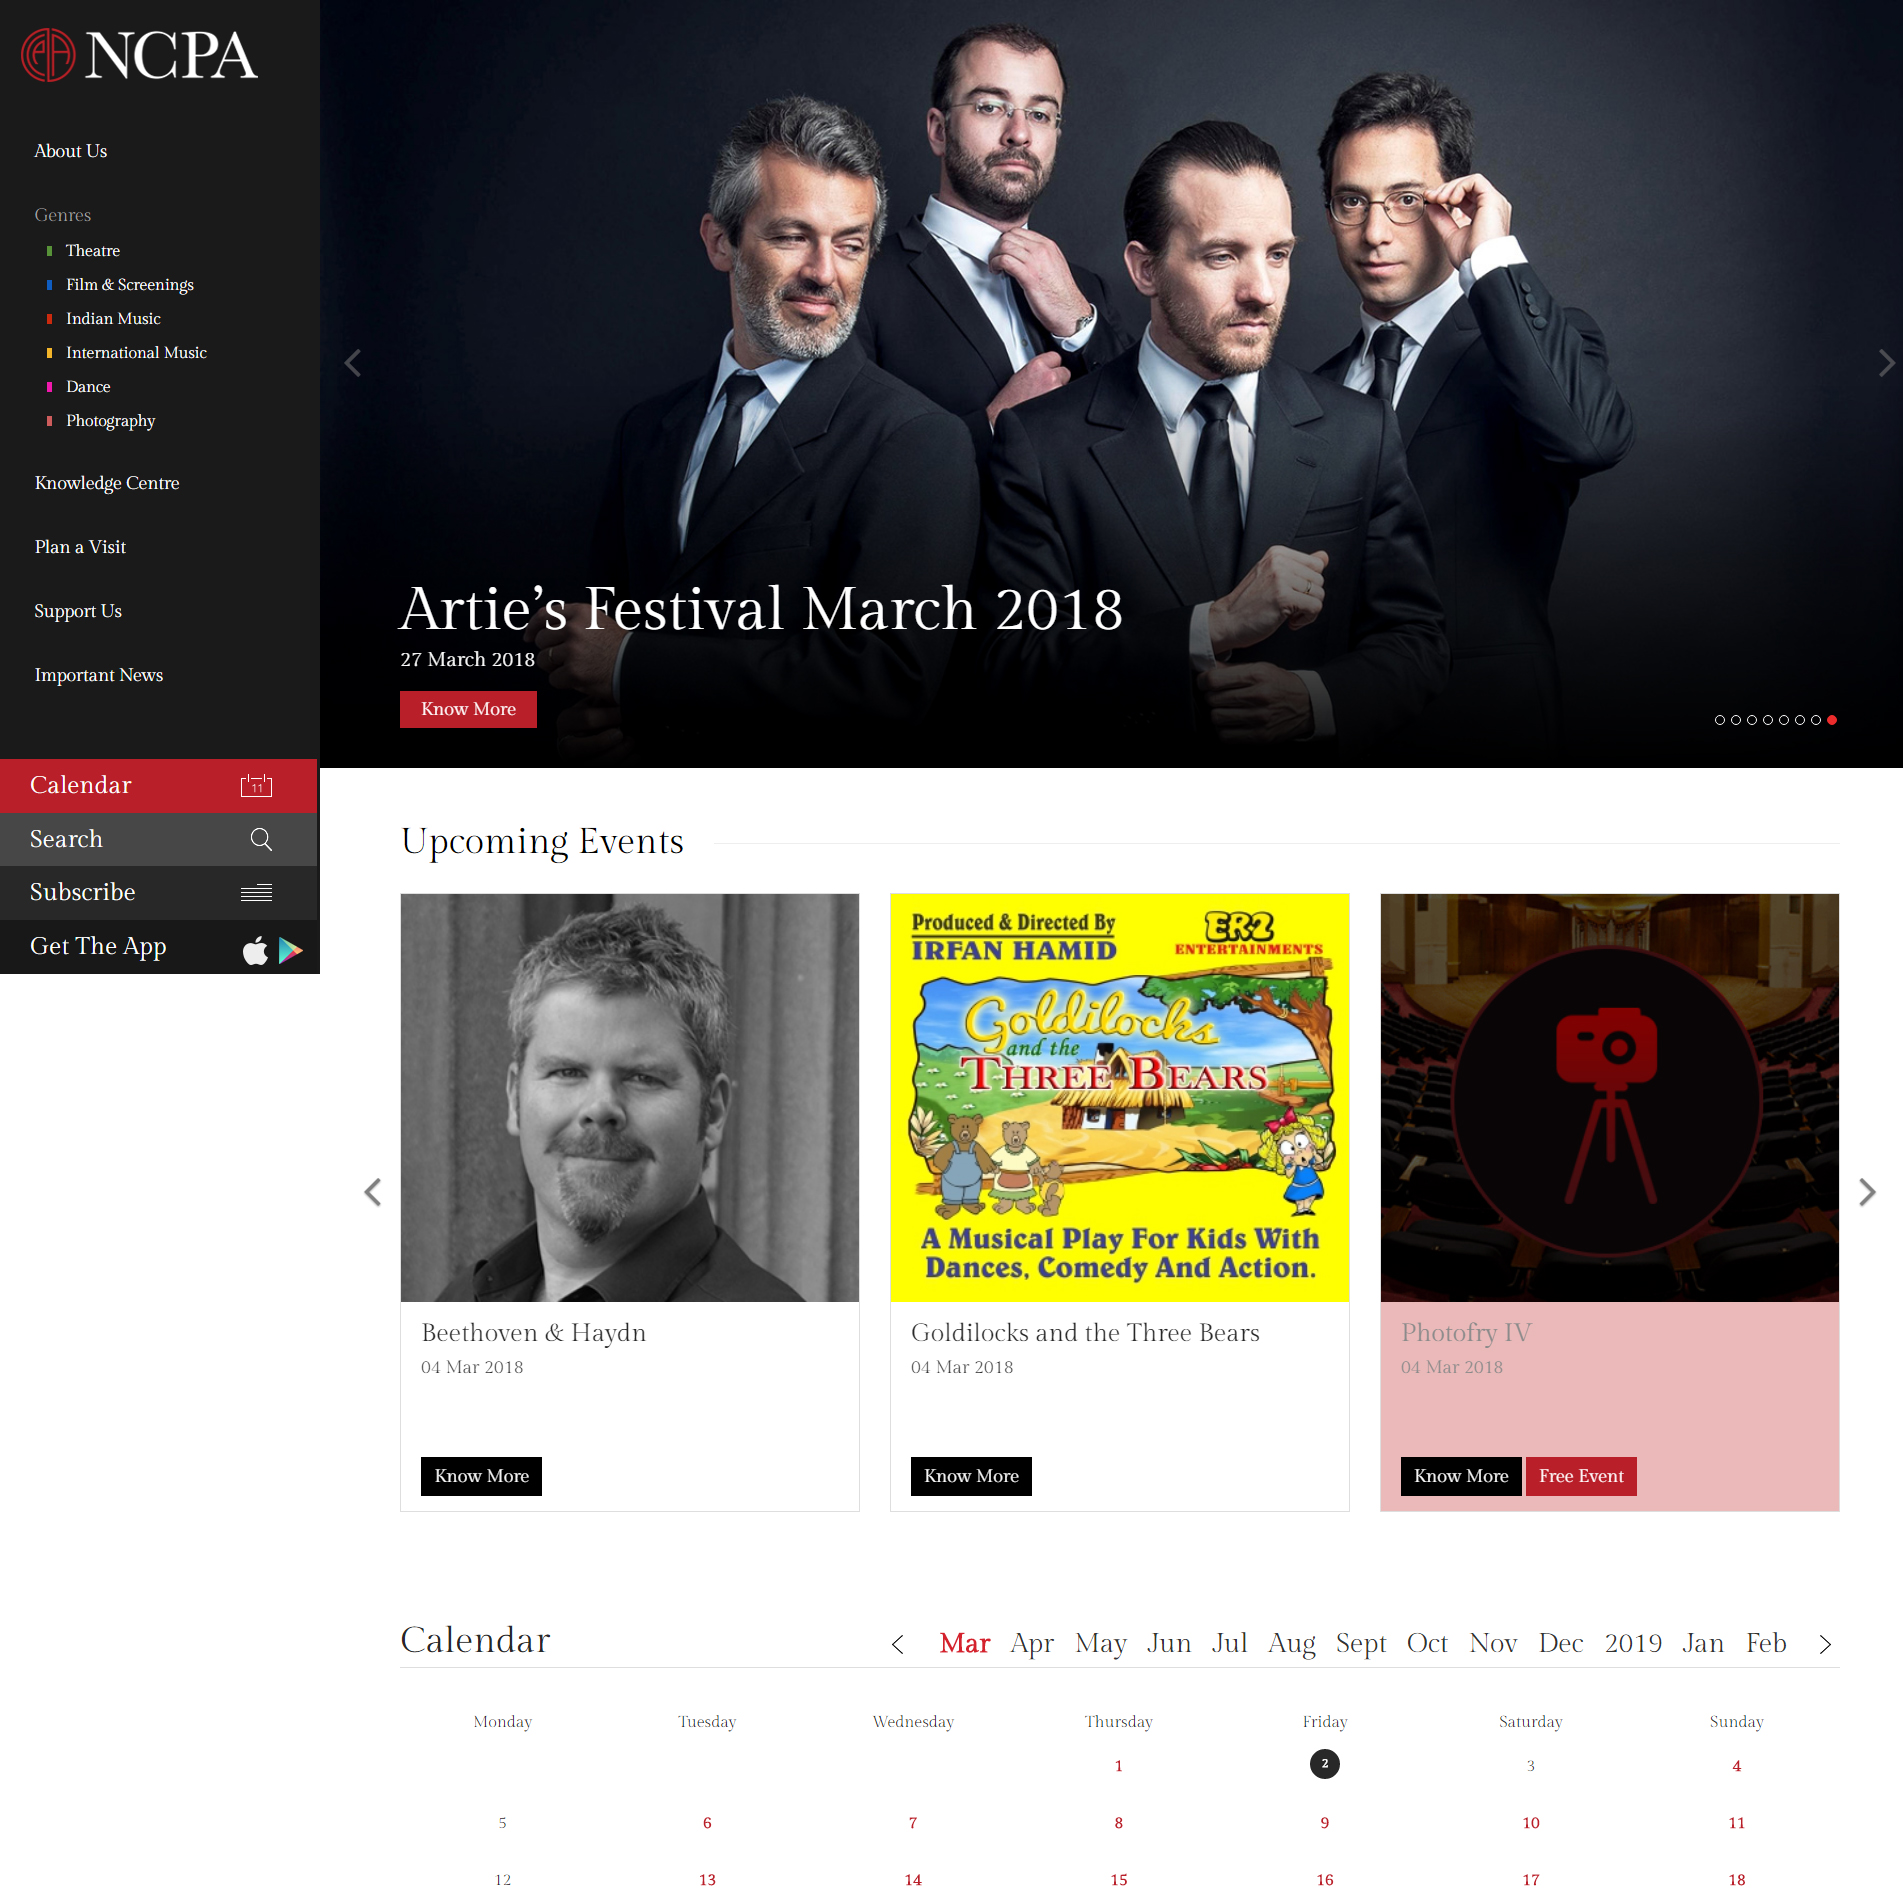 NCPA
About Us
Genres
Theatre
Film & Screenings
Indian Music
International Music
Dance
Photography
Knowledge Centre
Plan a Visit
Support Us
Important News
Calendar
11
Search
Subscribe
Get The App
Artie’s Festival March 2018
27 March 2018
Know More
Upcoming Events
Produced & Directed By
IRFAN HAMID
ER2
ENTERTAINMENTS
Goldilocks
and the
THREE BEARS
A Musical Play For Kids With
Dances, Comedy And Action.
Beethoven & Haydn
04 Mar 2018
Know More
Goldilocks and the Three Bears
04 Mar 2018
Know More
Photofry IV
04 Mar 2018
Know More Free Event
Calendar
Mar Apr May Jun Jul Aug Sept Oct Nov Dec 2019 Jan Feb
Monday Tuesday Wednesday Thursday Friday Saturday Sunday
1 2 3 4
5 6 7 8 9 10 11
12 13 14 15 16 17 18